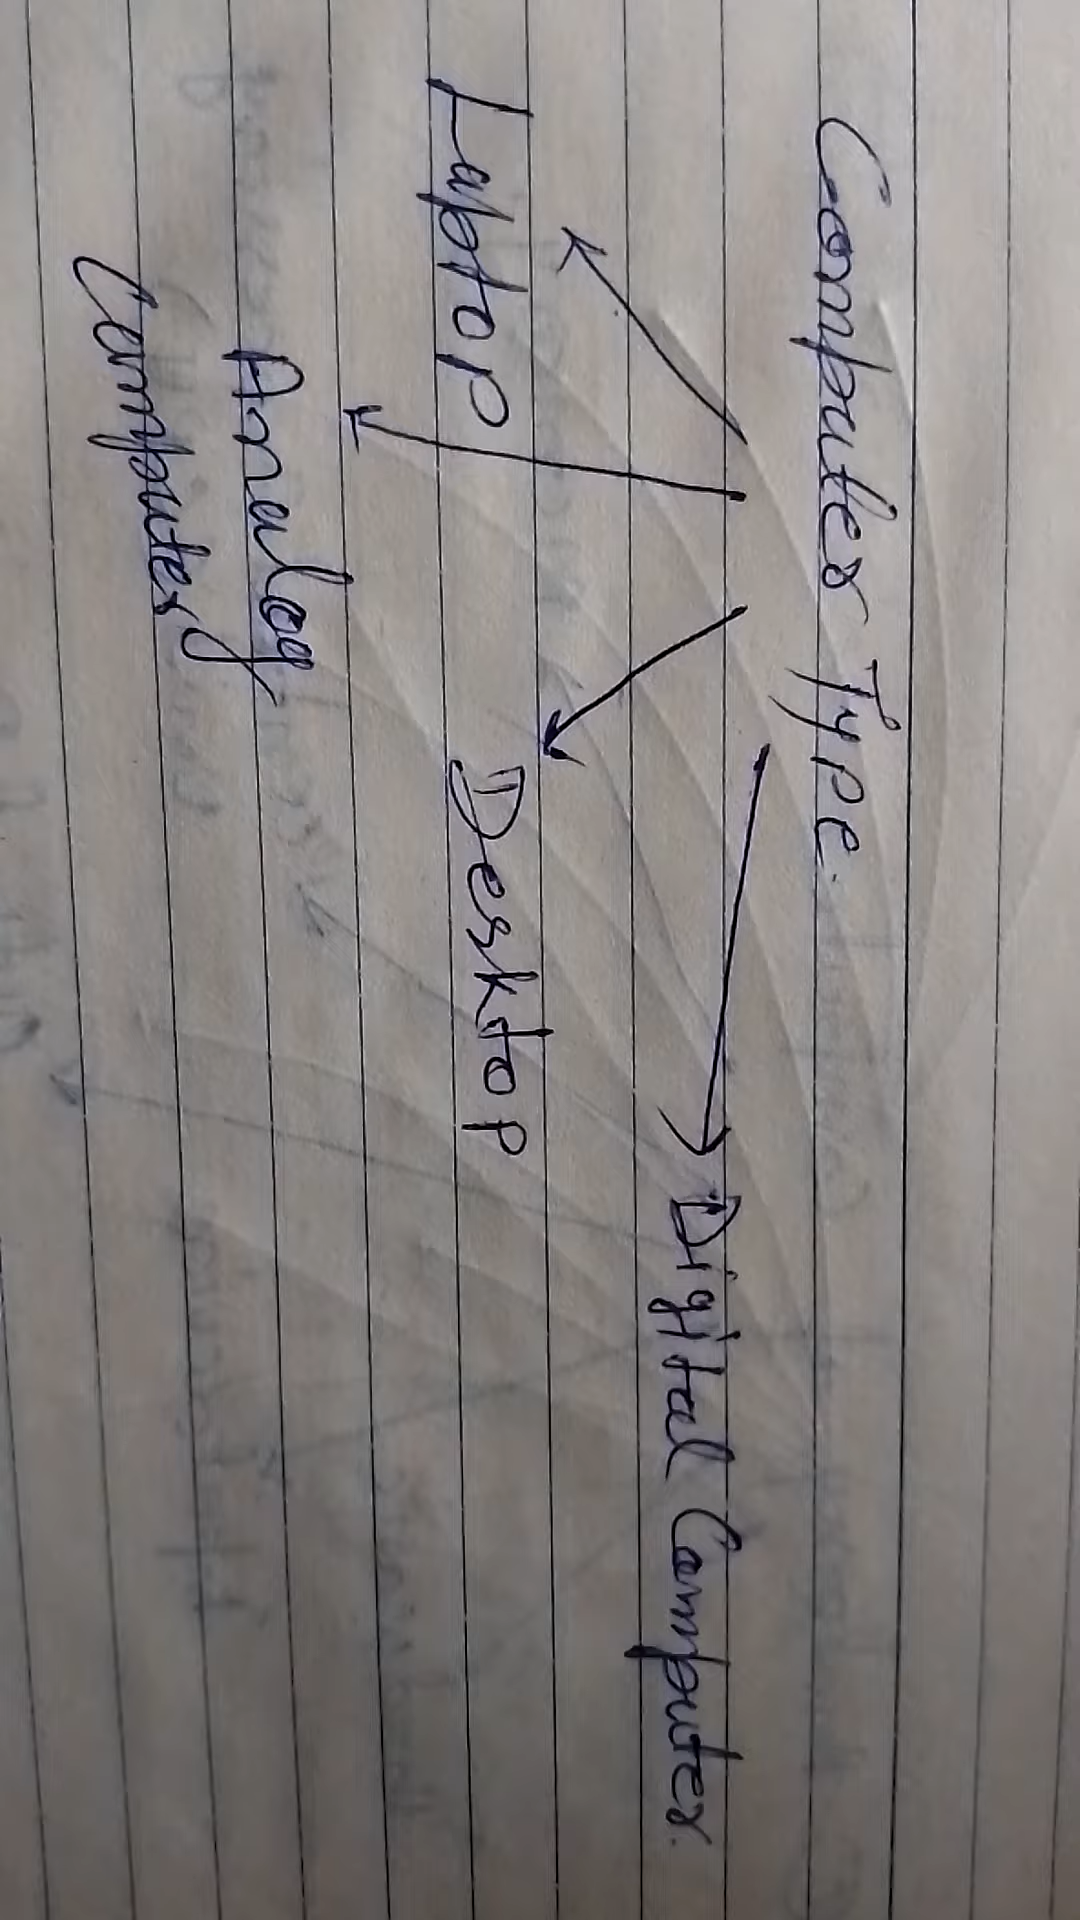 Computer Type.
Digital Computer.
Laptop
Desktop
Analog
Computer